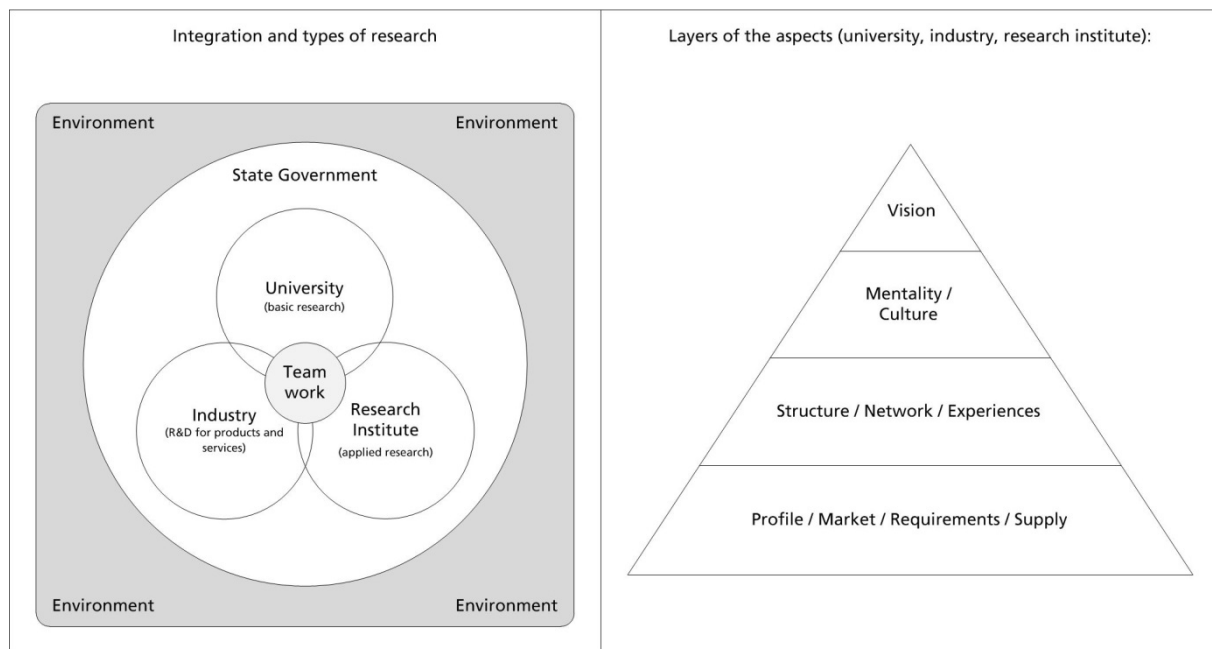 Integration and types of research
Environment
Environment
State Government
University
(basic research)
Team
work
Industry
(R&D for products and
services)
Research
Institute
(applied research)
Environment
Environment
Layers of the aspects (university, industry, research institute):
Vision
Mentality /
Culture
Structure / Network / Experiences
Profile / Market / Requirements / Supply